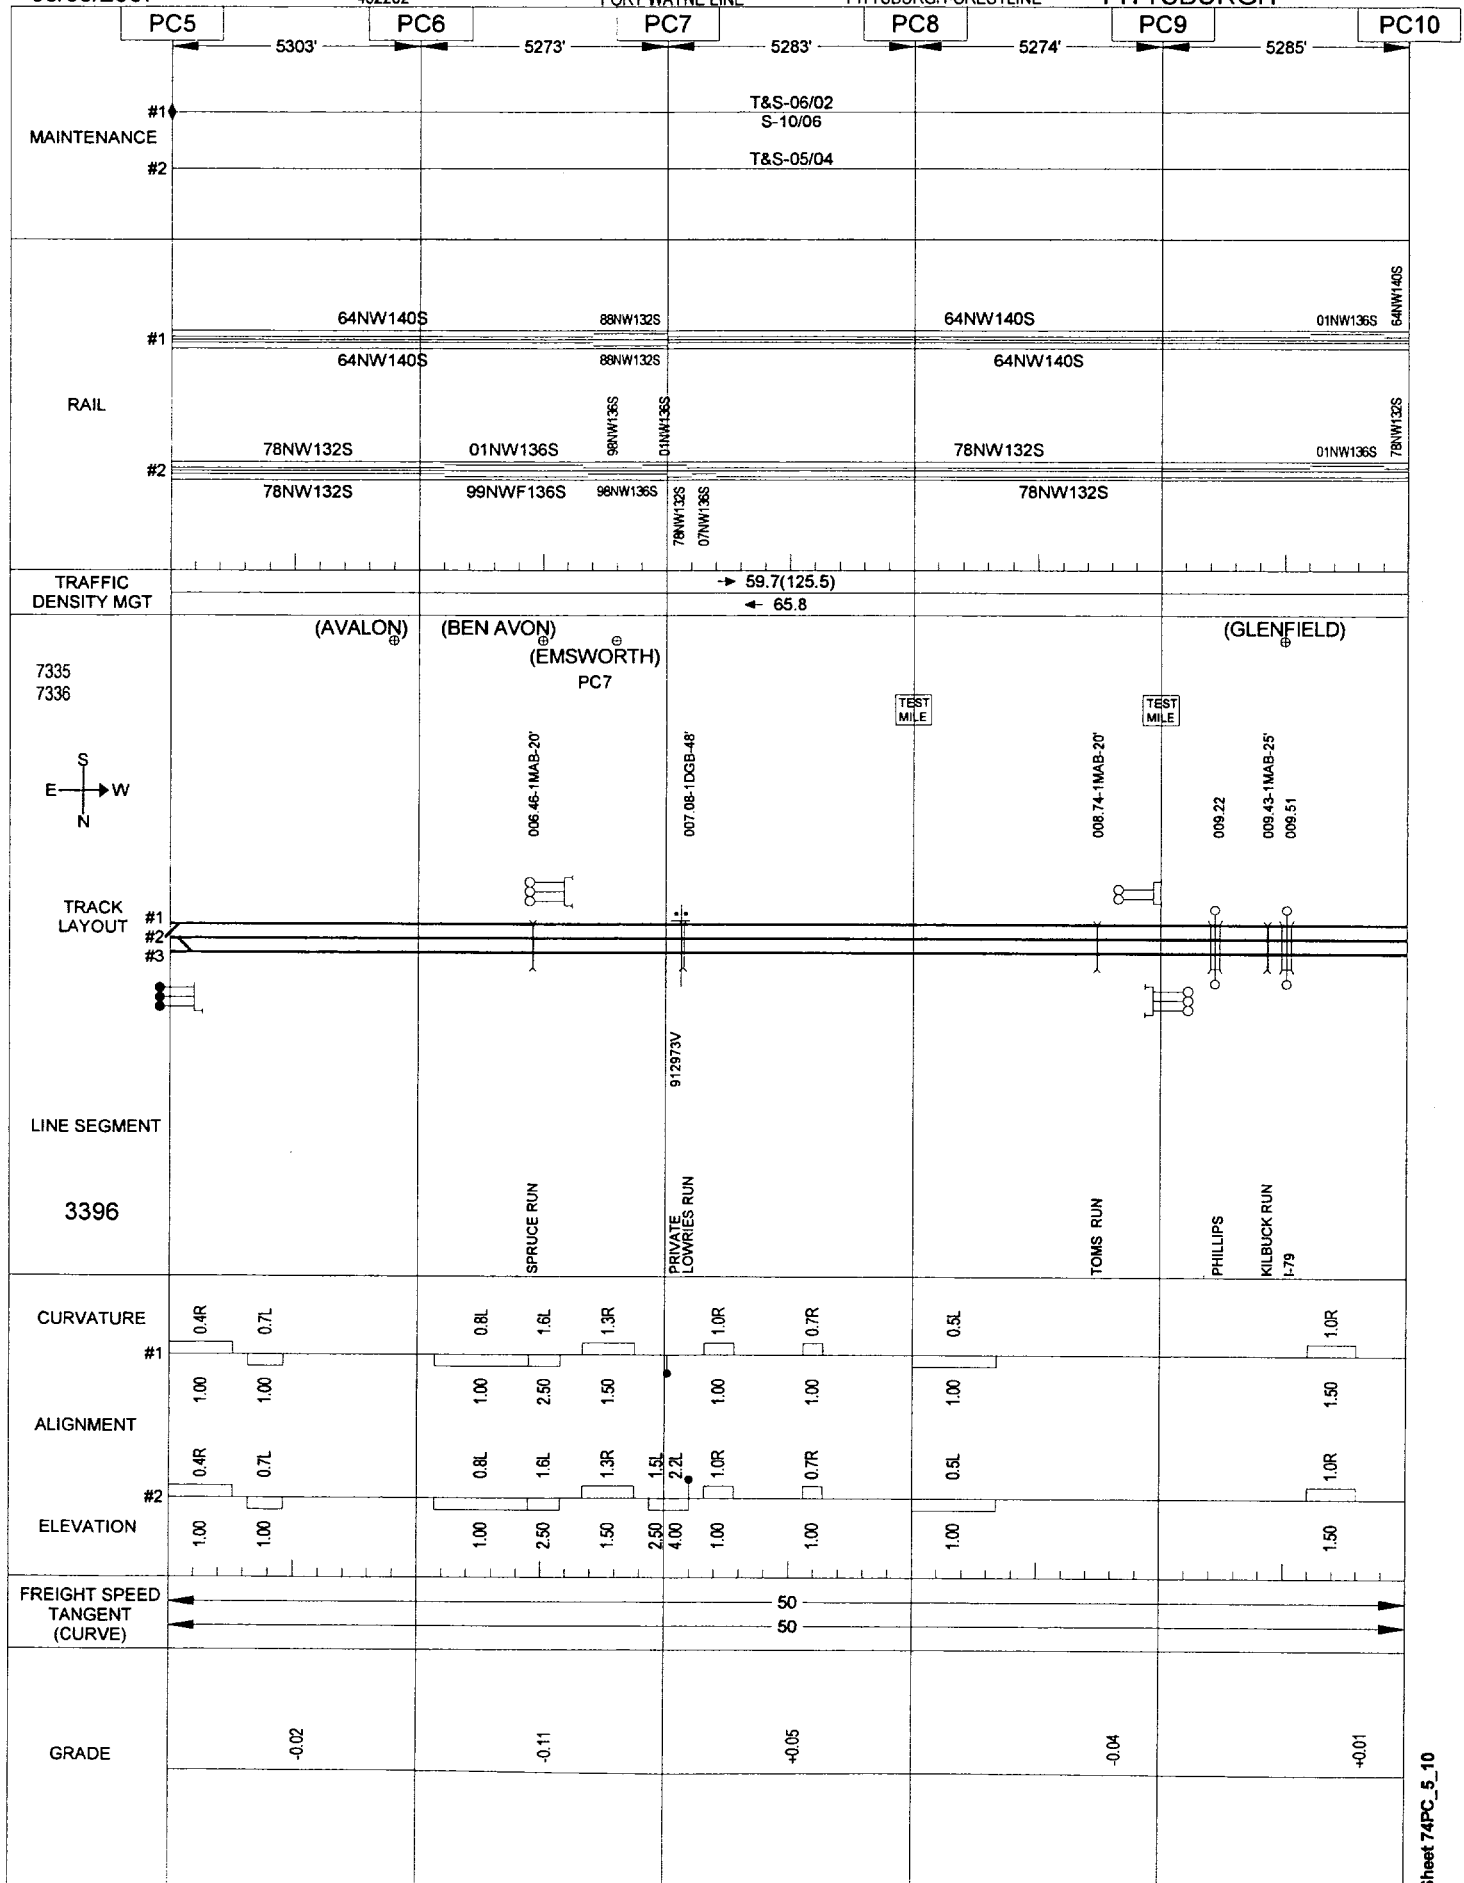 PITTSBURGH
PC5 PC6 PC7 PC8 PC9 PC10
5303' 5273' 5283' 5274' 5285'
MAINTENANCE
#1
T&S-06/02
S-10/06
#2
T&S-05/04
RAIL
64NW140S 88NW132S 64NW140S 01NW136S 64NW140S
#1
64NW140S 88NW132S 64NW140S
78NW132S 01NW136S 98NW136S 01NW136S 78NW132S 01NW136S 78NW132S
#2
78NW132S 99NWF136S 98NW136S 78NW132S 07NW136S 78NW132S
TRAFFIC
DENSITY MGT
→ 59.7(125.5)
← 65.8
(AVALON) (BEN AVON) (GLENFIELD)
(EMSWORTH)
PC7
7335
7336
TEST
MILE
TEST
MILE
S
E W
N
006.46-1MAB-20'
007.08-1DGB-48'
008.74-1MAB-20'
009.22
009.43-1MAB-25'
009.51
TRACK
LAYOUT
#1
#2
#3
912973V
LINE SEGMENT
3396
SPRUCE RUN
PRIVATE
LOWRIES RUN
TOMS RUN
PHILLIPS
KILBUCK RUN
I-79
CURVATURE
0.4R 0.7L 0.8L 1.6L 1.3R 1.0R 0.7R 0.5L 1.0R
#1
1.00 1.00 1.00 2.50 1.50 1.00 1.00 1.00 1.50
ALIGNMENT
0.4R 0.7L 0.8L 1.6L 1.3R 1.5L 2.2L 1.0R 0.7R 0.5L 1.0R
#2
ELEVATION
1.00 1.00 1.00 2.50 1.50 2.50 4.00 1.00 1.00 1.00 1.50
FREIGHT SPEED
TANGENT
(CURVE)
50
50
GRADE
-0.02 -0.11 +0.05 -0.04 +0.01
Sheet 74PC_5_10